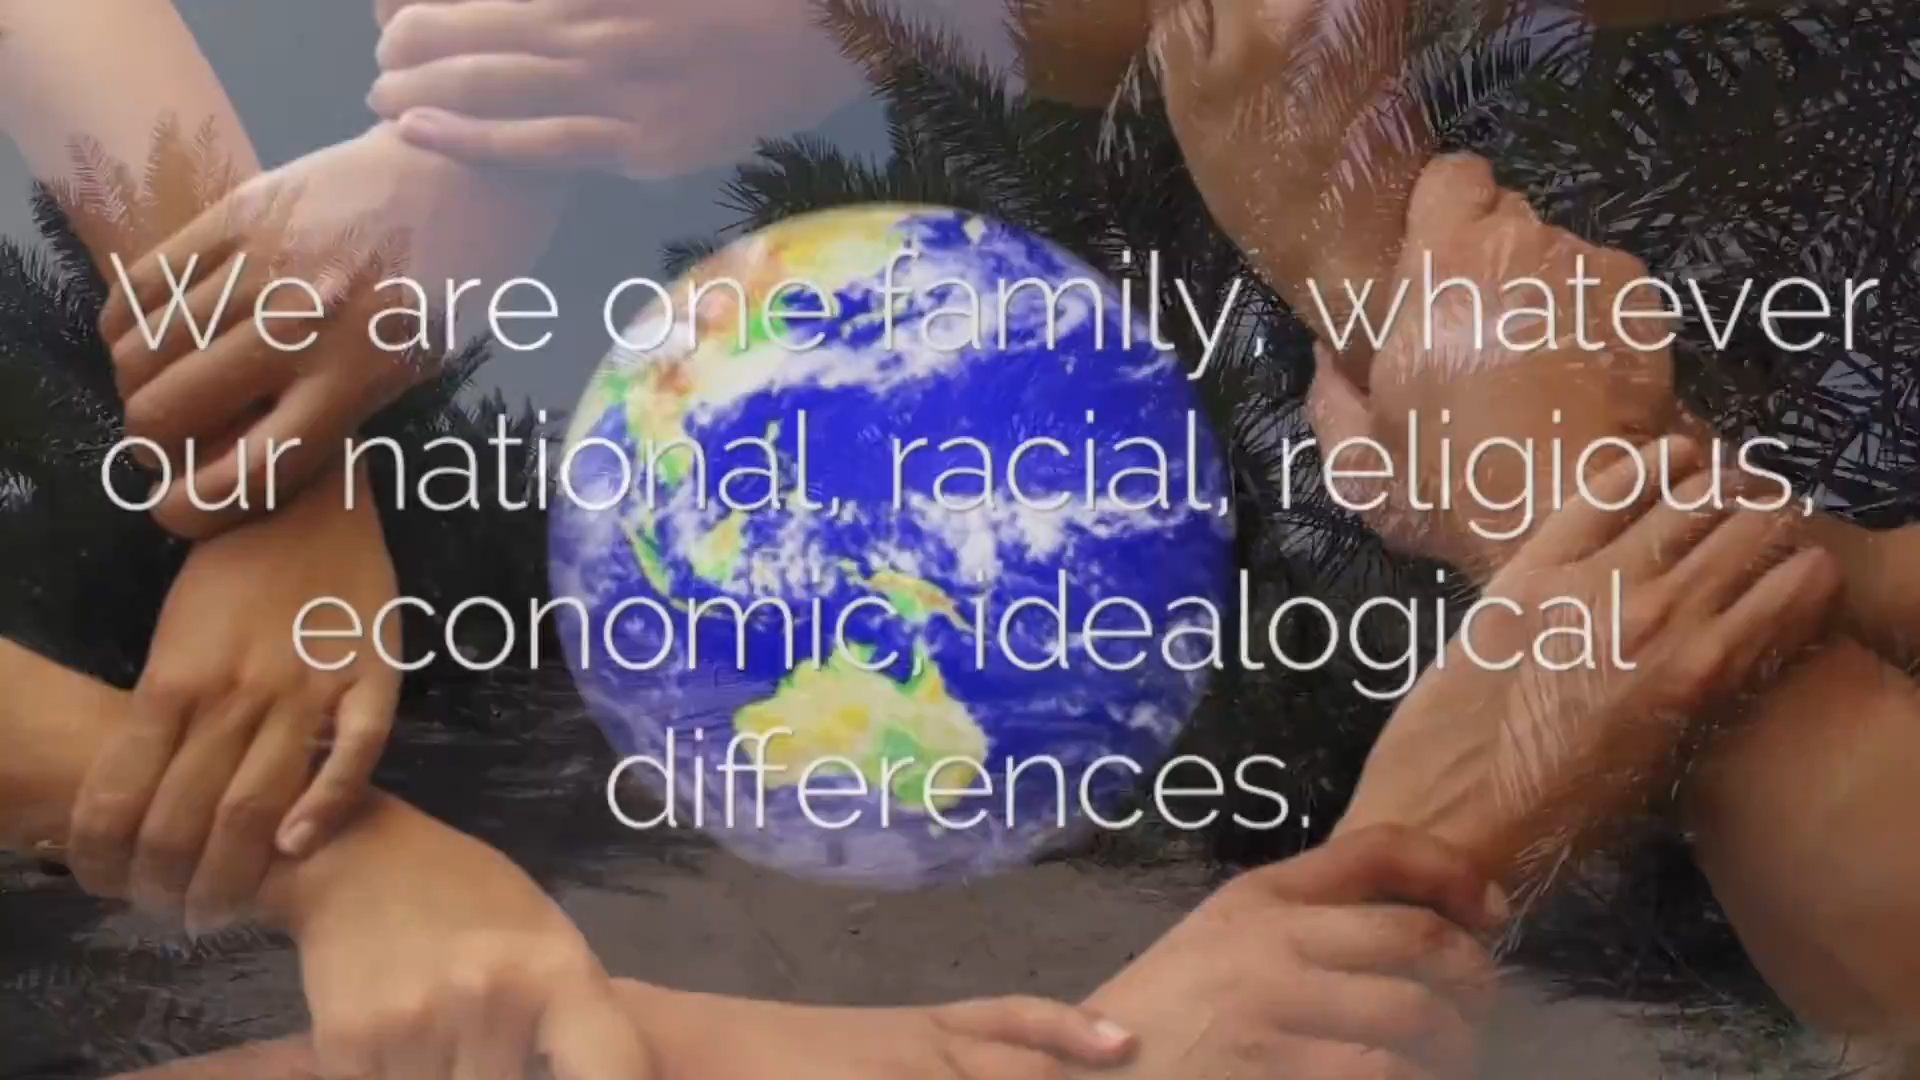 We are one family, whatever
our national, racial, religious,
economic, idealogical
differences.